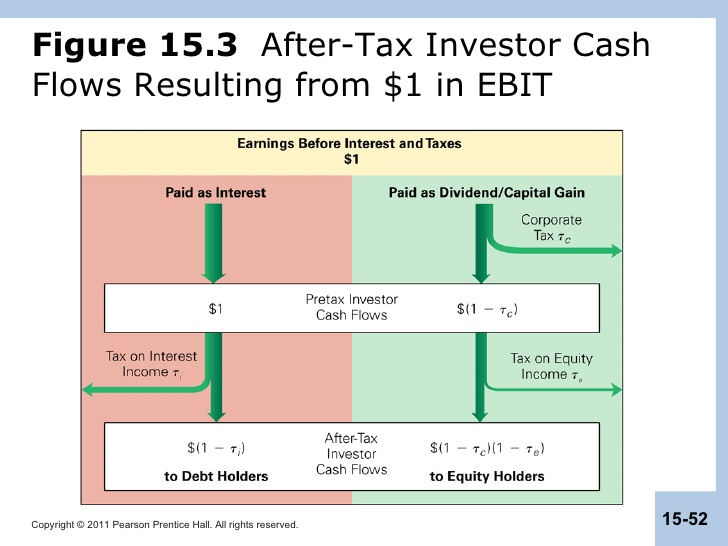 Figure 15.3  After-Tax Investor Cash
Flows Resulting from $1 in EBIT
Earnings Before Interest and Taxes
$1
Paid as Interest
Paid as Dividend/Capital Gain
Corporate
Tax τc
$1
Pretax Investor
Cash Flows
$(1 − τc)
Tax on Interest
Income τi
Tax on Equity
Income τe
$(1 − τi)
to Debt Holders
After-Tax
Investor
Cash Flows
$(1 − τc)(1 − τe)
to Equity Holders
Copyright © 2011 Pearson Prentice Hall. All rights reserved.
15-52